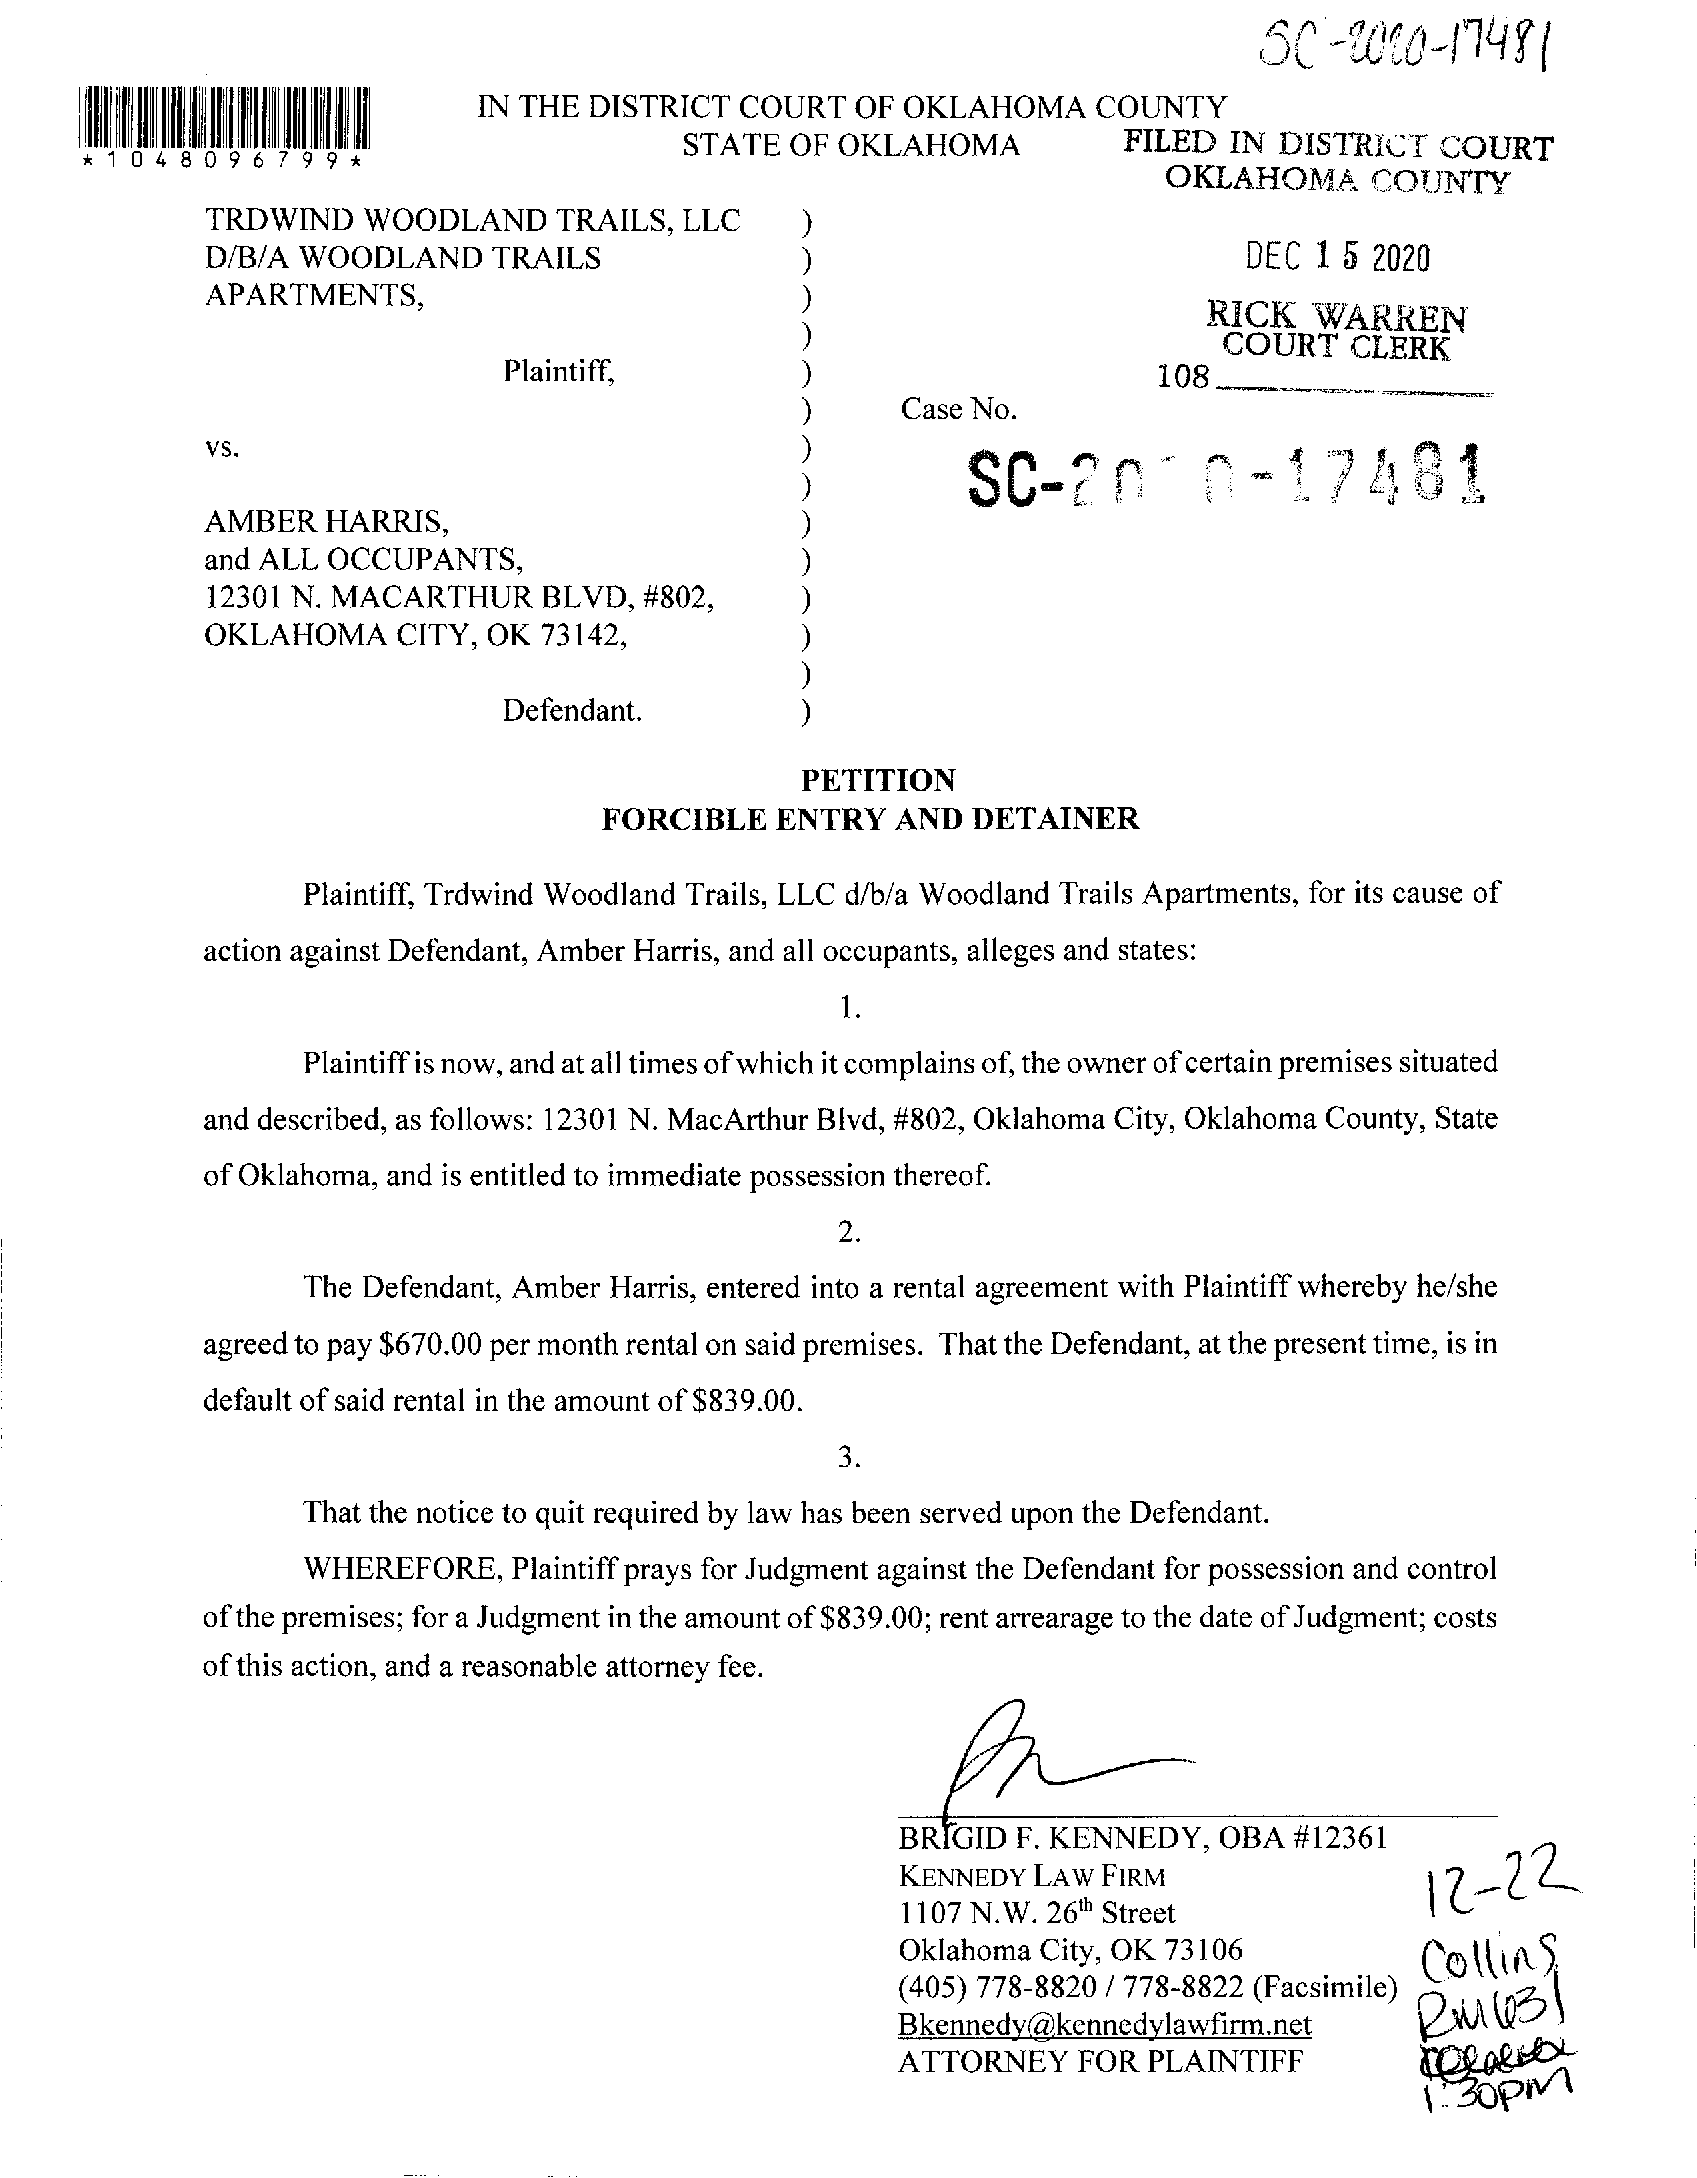 SC-2020-17481
*1048096799*
IN THE DISTRICT COURT OF OKLAHOMA COUNTY
STATE OF OKLAHOMA
FILED IN DISTRICT COURT
OKLAHOMA COUNTY
DEC 15 2020
RICK WARREN
COURT CLERK
108
TRDWIND WOODLAND TRAILS, LLC )
D/B/A WOODLAND TRAILS )
APARTMENTS, )
)
Plaintiff, )
) Case No.
vs. )
SC-20 0-17481
)
AMBER HARRIS, )
and ALL OCCUPANTS, )
12301 N. MACARTHUR BLVD, #802, )
OKLAHOMA CITY, OK 73142, )
)
Defendant. )
PETITION
FORCIBLE ENTRY AND DETAINER
Plaintiff, Trdwind Woodland Trails, LLC d/b/a Woodland Trails Apartments, for its cause of
action against Defendant, Amber Harris, and all occupants, alleges and states:
1.
Plaintiff is now, and at all times of which it complains of, the owner of certain premises situated
and described, as follows: 12301 N. MacArthur Blvd, #802, Oklahoma City, Oklahoma County, State
of Oklahoma, and is entitled to immediate possession thereof.
2.
The Defendant, Amber Harris, entered into a rental agreement with Plaintiff whereby he/she
agreed to pay $670.00 per month rental on said premises. That the Defendant, at the present time, is in
default of said rental in the amount of $839.00.
3.
That the notice to quit required by law has been served upon the Defendant.
WHEREFORE, Plaintiff prays for Judgment against the Defendant for possession and control
of the premises; for a Judgment in the amount of $839.00; rent arrearage to the date of Judgment; costs
of this action, and a reasonable attorney fee.
BRIGID F. KENNEDY, OBA #12361
KENNEDY LAW FIRM
1107 N.W. 26th Street
Oklahoma City, OK 73106
(405) 778-8820 / 778-8822 (Facsimile)
Bkennedy@kennedylawfirm.net
ATTORNEY FOR PLAINTIFF
12-22
Collins
RM 631
1:30PM